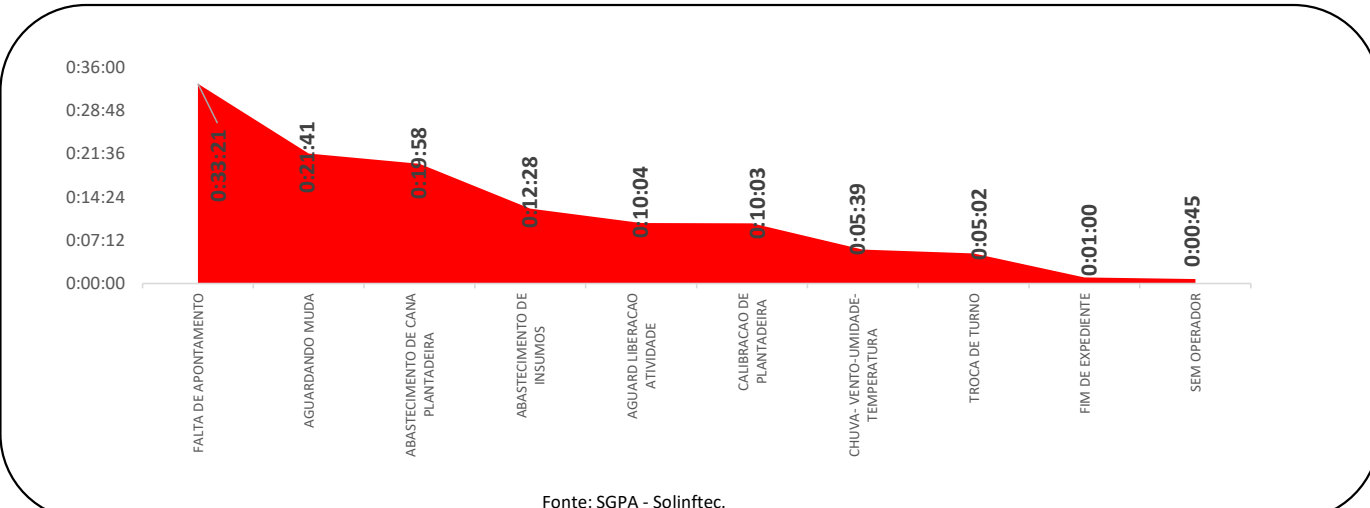 0:36:00
0:28:48
0:21:36
0:14:24
0:07:12
0:00:00
0:33:21
0:21:41
0:19:58
0:12:28
0:10:04
0:10:03
0:05:39
0:05:02
0:01:00
0:00:45
FALTA DE APONTAMENTO
AGUARDANDO MUDA
ABASTECIMENTO DE CANA
PLANTADEIRA
ABASTECIMENTO DE
INSUMOS
AGUARD LIBERACAO
ATIVIDADE
CALIBRACAO DE
PLANTADEIRA
CHUVA- VENTO-UMIDADE-
TEMPERATURA
TROCA DE TURNO
FIM DE EXPEDIENTE
SEM OPERADOR
Fonte: SGPA - Solinftec.